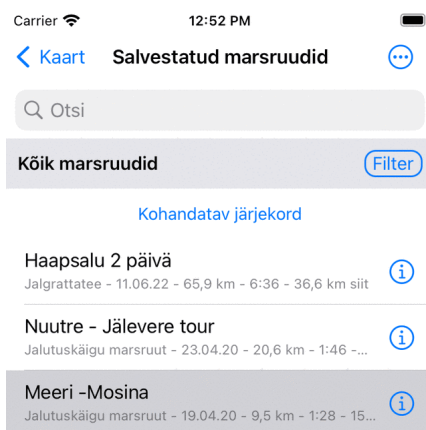 Carrier 12:52 PM
Kaart Salvestatud marsruudid
Otsi
Kõik marsruudid Filter
Kohandatav järjekord
Haapsalu 2 päivä
Jalgrattatee - 11.06.22 - 65,9 km - 6:36 - 36,6 km siit
Nuutre - Jälevere tour
Jalutuskäigu marsruut - 23.04.20 - 20,6 km - 1:46 -...
Meeri -Mosina
Jalutuskäigu marsruut - 19.04.20 - 9,5 km - 1:28 - 15...